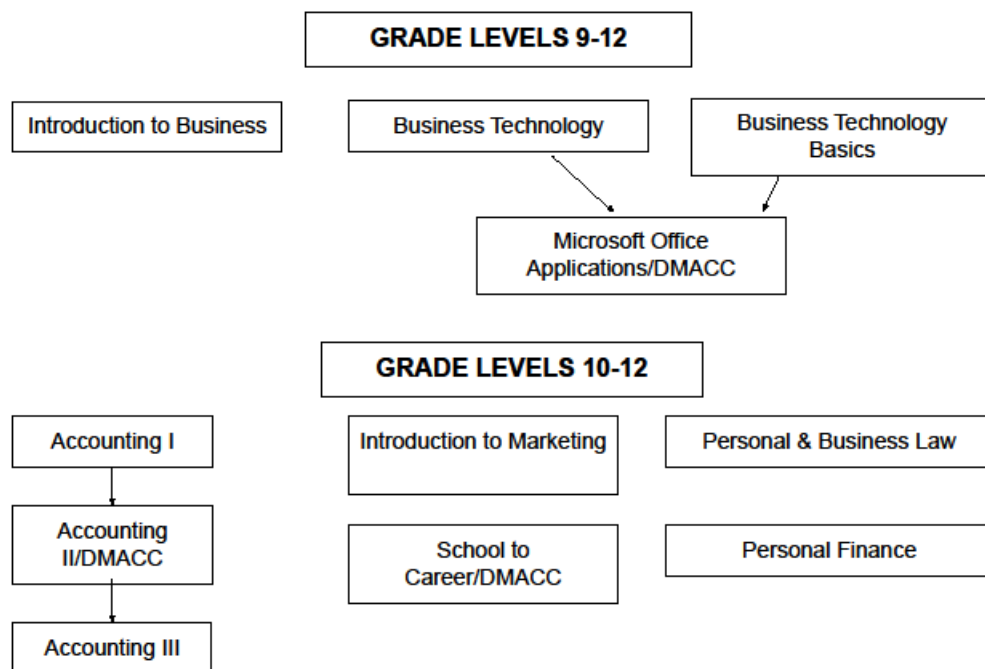 GRADE LEVELS 9-12
Introduction to Business
Business Technology
Business Technology
Basics
Microsoft Office
Applications/DMACC
GRADE LEVELS 10-12
Accounting I
Introduction to Marketing
Personal & Business Law
Accounting
II/DMACC
School to
Career/DMACC
Personal Finance
Accounting III